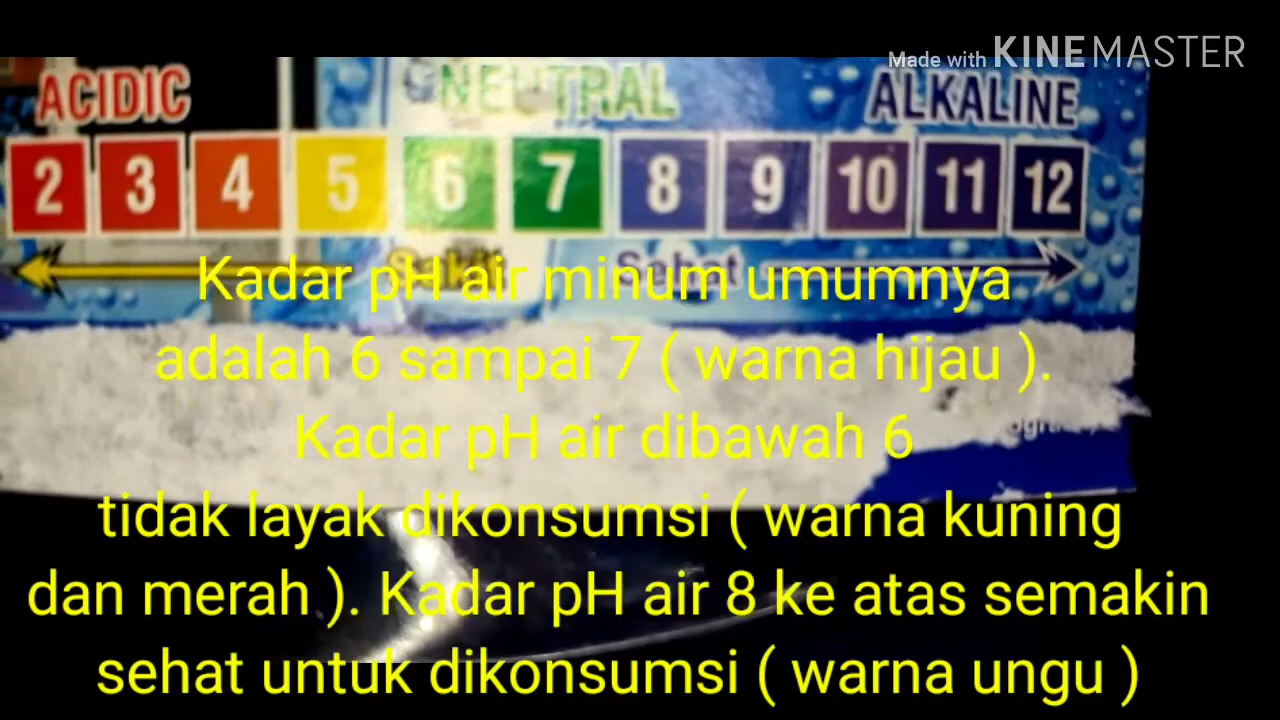 Made with KINEMASTER
ACIDIC NEUTRAL ALKALINE
2 3 4 5 6 7 8 9 10 11 12
Sakit Sehat
Kadar pH air minum umumnya
adalah 6 sampai 7 ( warna hijau ).
Kadar pH air dibawah 6
tidak layak dikonsumsi ( warna kuning
dan merah ). Kadar pH air 8 ke atas semakin
sehat untuk dikonsumsi ( warna ungu )